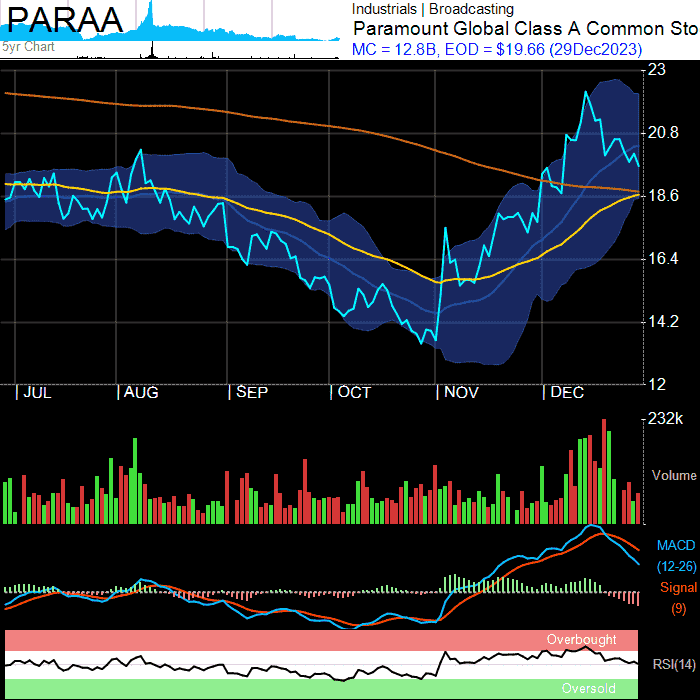 PARAA
5yr Chart
Industrials | Broadcasting
Paramount Global Class A Common Sto
MC = 12.8B, EOD = $19.66 (29Dec2023)
23
20.8
18.6
16.4
14.2
12
JUL AUG SEP OCT NOV DEC
232k
Volume
MACD
(12-26)
Signal
(9)
Overbought
RSI(14)
Oversold